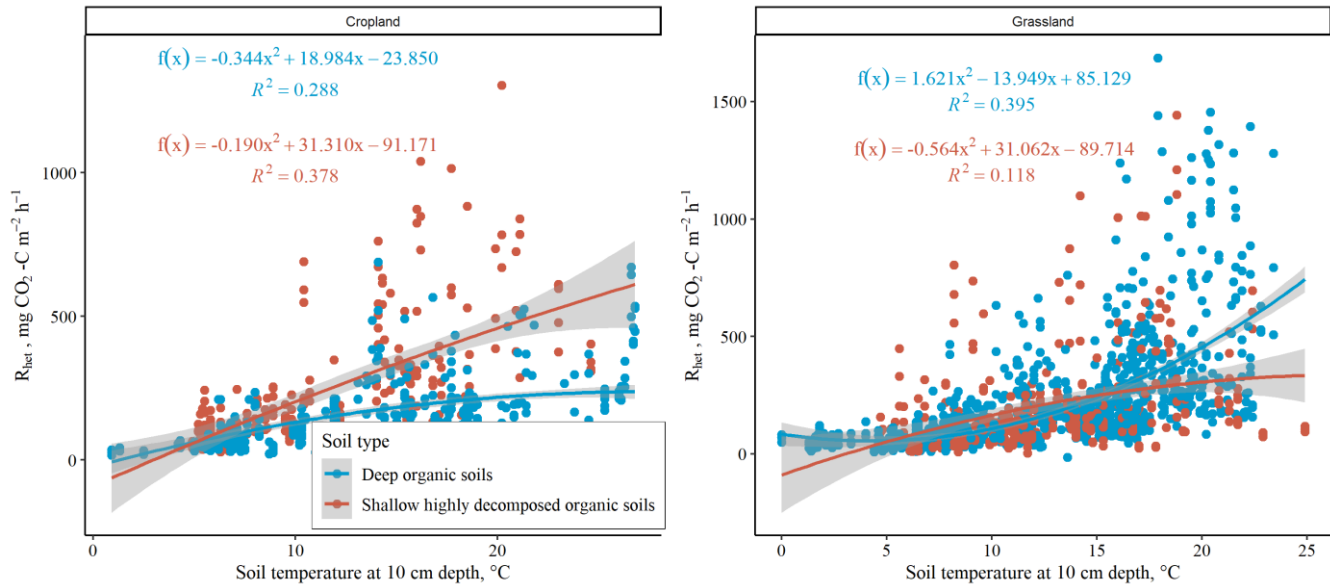 Cropland
f(x) = -0.344x² + 18.984x − 23.850
R² = 0.288
f(x) = -0.190x² + 31.310x − 91.171
R² = 0.378
1000
500
0
R_het , mg CO₂ -C m⁻² h⁻¹
Soil type
Deep organic soils
Shallow highly decomposed organic soils
0 10 20
Soil temperature at 10 cm depth, °C
Grassland
f(x) = 1.621x² − 13.949x + 85.129
R² = 0.395
f(x) = -0.564x² + 31.062x − 89.714
R² = 0.118
1500
1000
500
0
R_het , mg CO₂ -C m⁻² h⁻¹
0 5 10 15 20 25
Soil temperature at 10 cm depth, °C